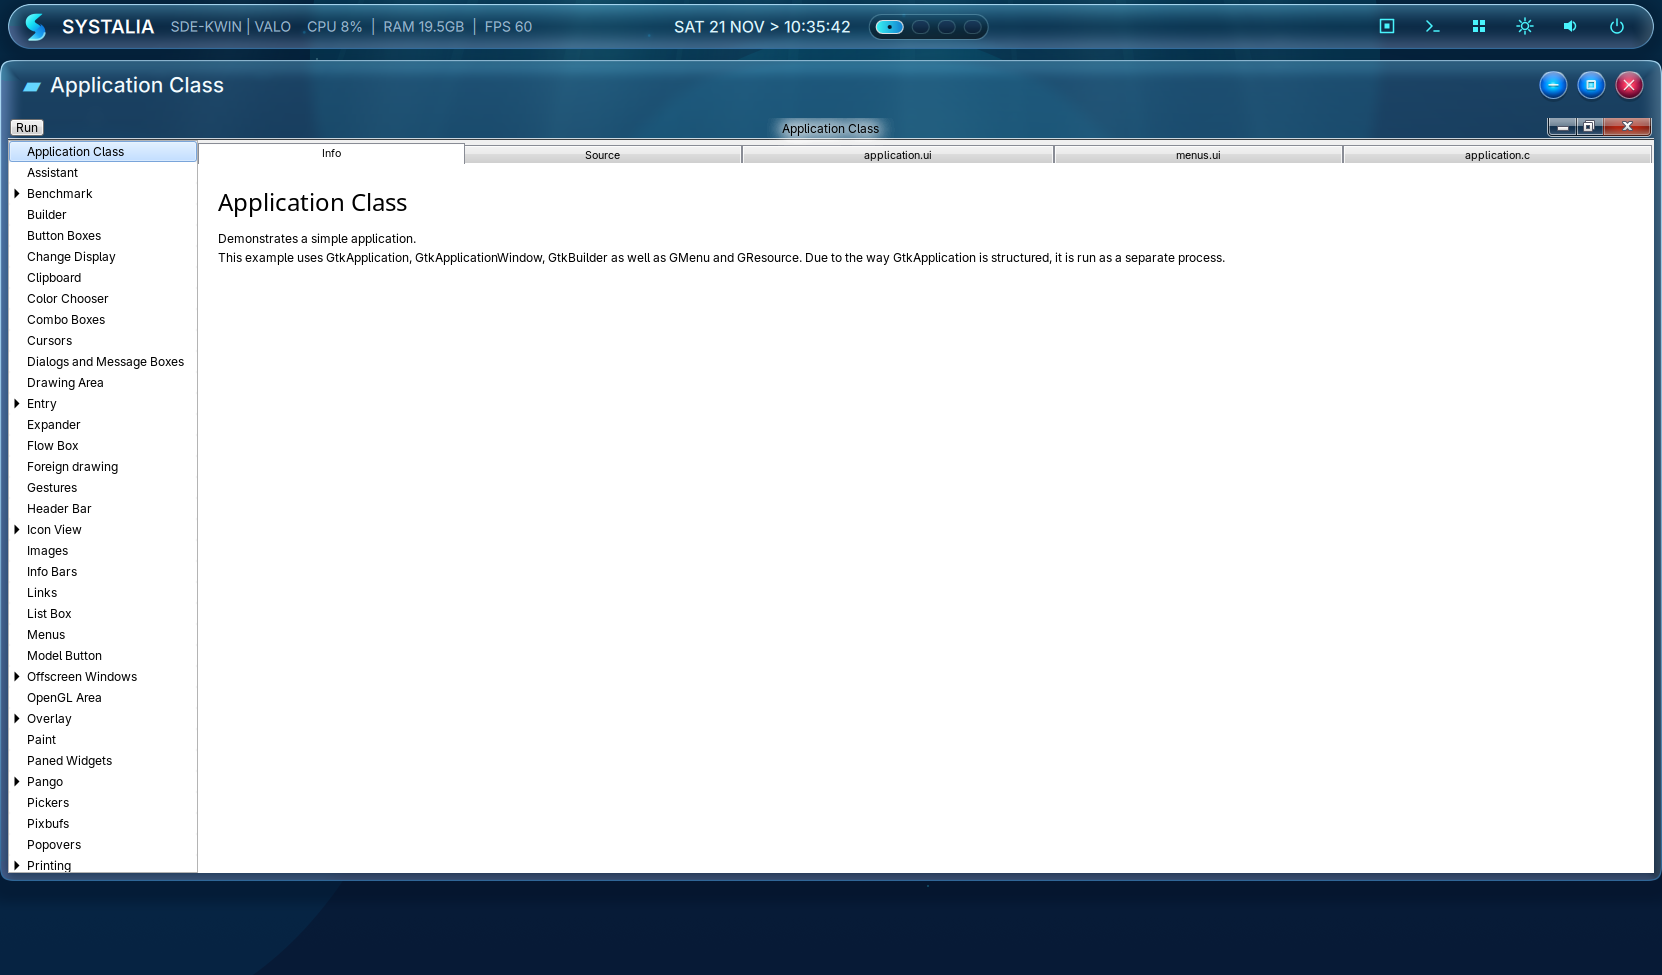 SYSTALIA SDE-KWIN | VALO CPU 8% | RAM 19.5GB | FPS 60 SAT 21 NOV > 10:35:42
Application Class
Run Application Class
Application Class
Assistant
Benchmark
Builder
Button Boxes
Change Display
Clipboard
Color Chooser
Combo Boxes
Cursors
Dialogs and Message Boxes
Drawing Area
Entry
Expander
Flow Box
Foreign drawing
Gestures
Header Bar
Icon View
Images
Info Bars
Links
List Box
Menus
Model Button
Offscreen Windows
OpenGL Area
Overlay
Paint
Paned Widgets
Pango
Pickers
Pixbufs
Popovers
Printing
Info Source application.ui menus.ui application.c
Application Class
Demonstrates a simple application.
This example uses GtkApplication, GtkApplicationWindow, GtkBuilder as well as GMenu and GResource. Due to the way GtkApplication is structured, it is run as a separate process.